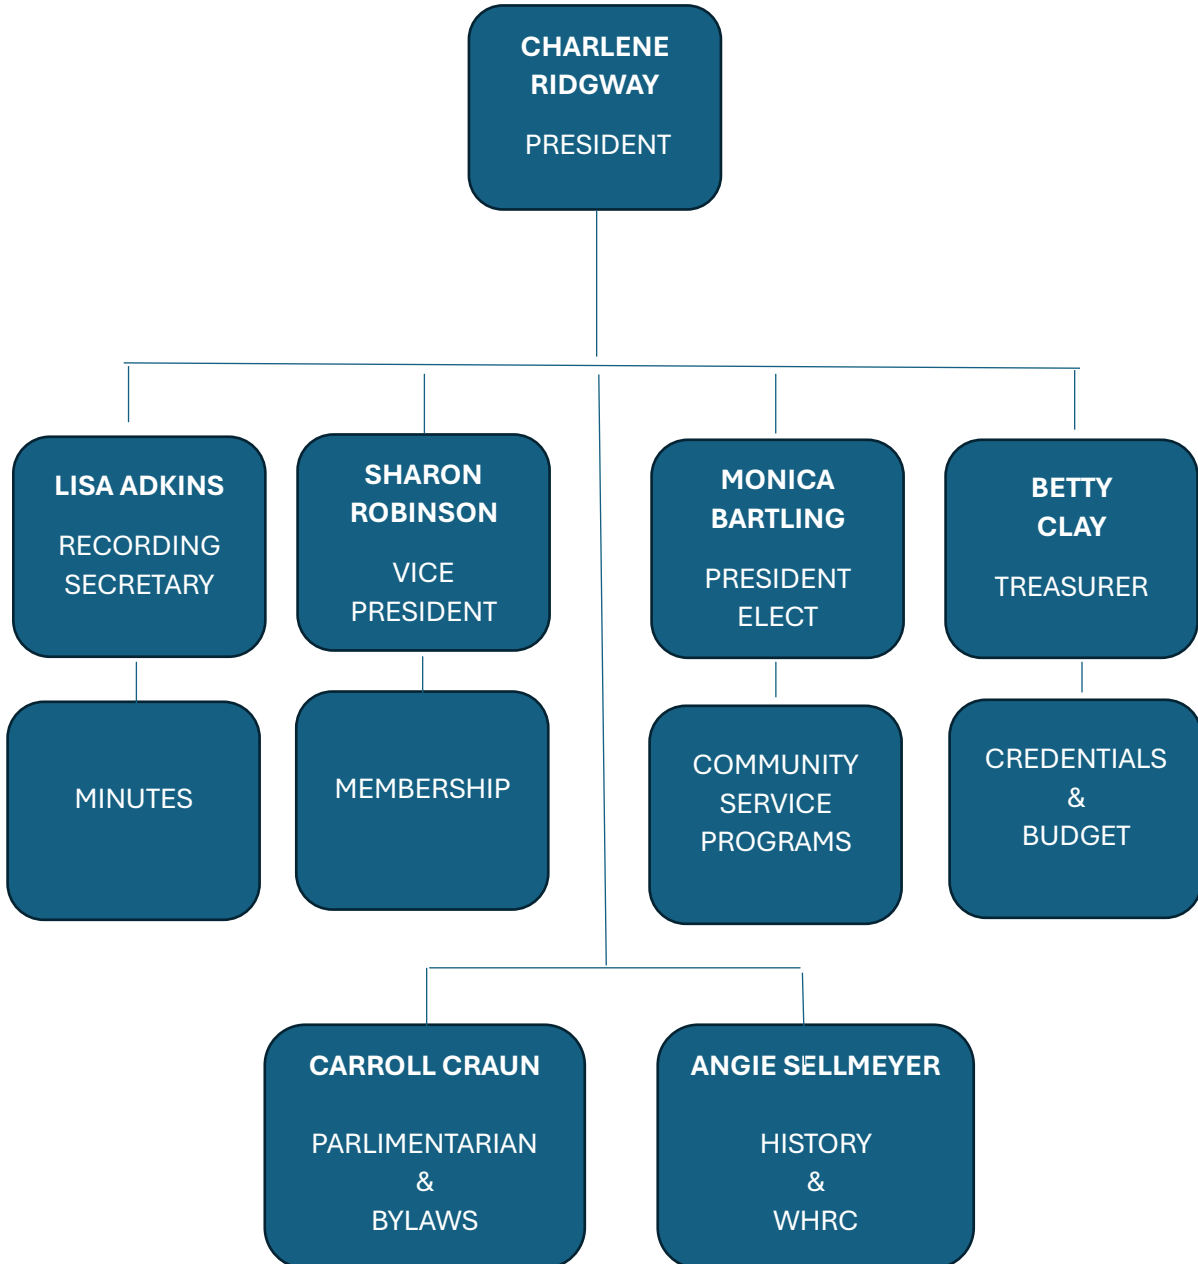 CHARLENE
RIDGWAY
PRESIDENT
LISA ADKINS
RECORDING
SECRETARY
SHARON
ROBINSON
VICE
PRESIDENT
MONICA
BARTLING
PRESIDENT
ELECT
BETTY
CLAY
TREASURER
MINUTES
MEMBERSHIP
COMMUNITY
SERVICE
PROGRAMS
CREDENTIALS
&
BUDGET
CARROLL CRAUN
PARLIMENTARIAN
&
BYLAWS
ANGIE SELLMEYER
HISTORY
&
WHRC